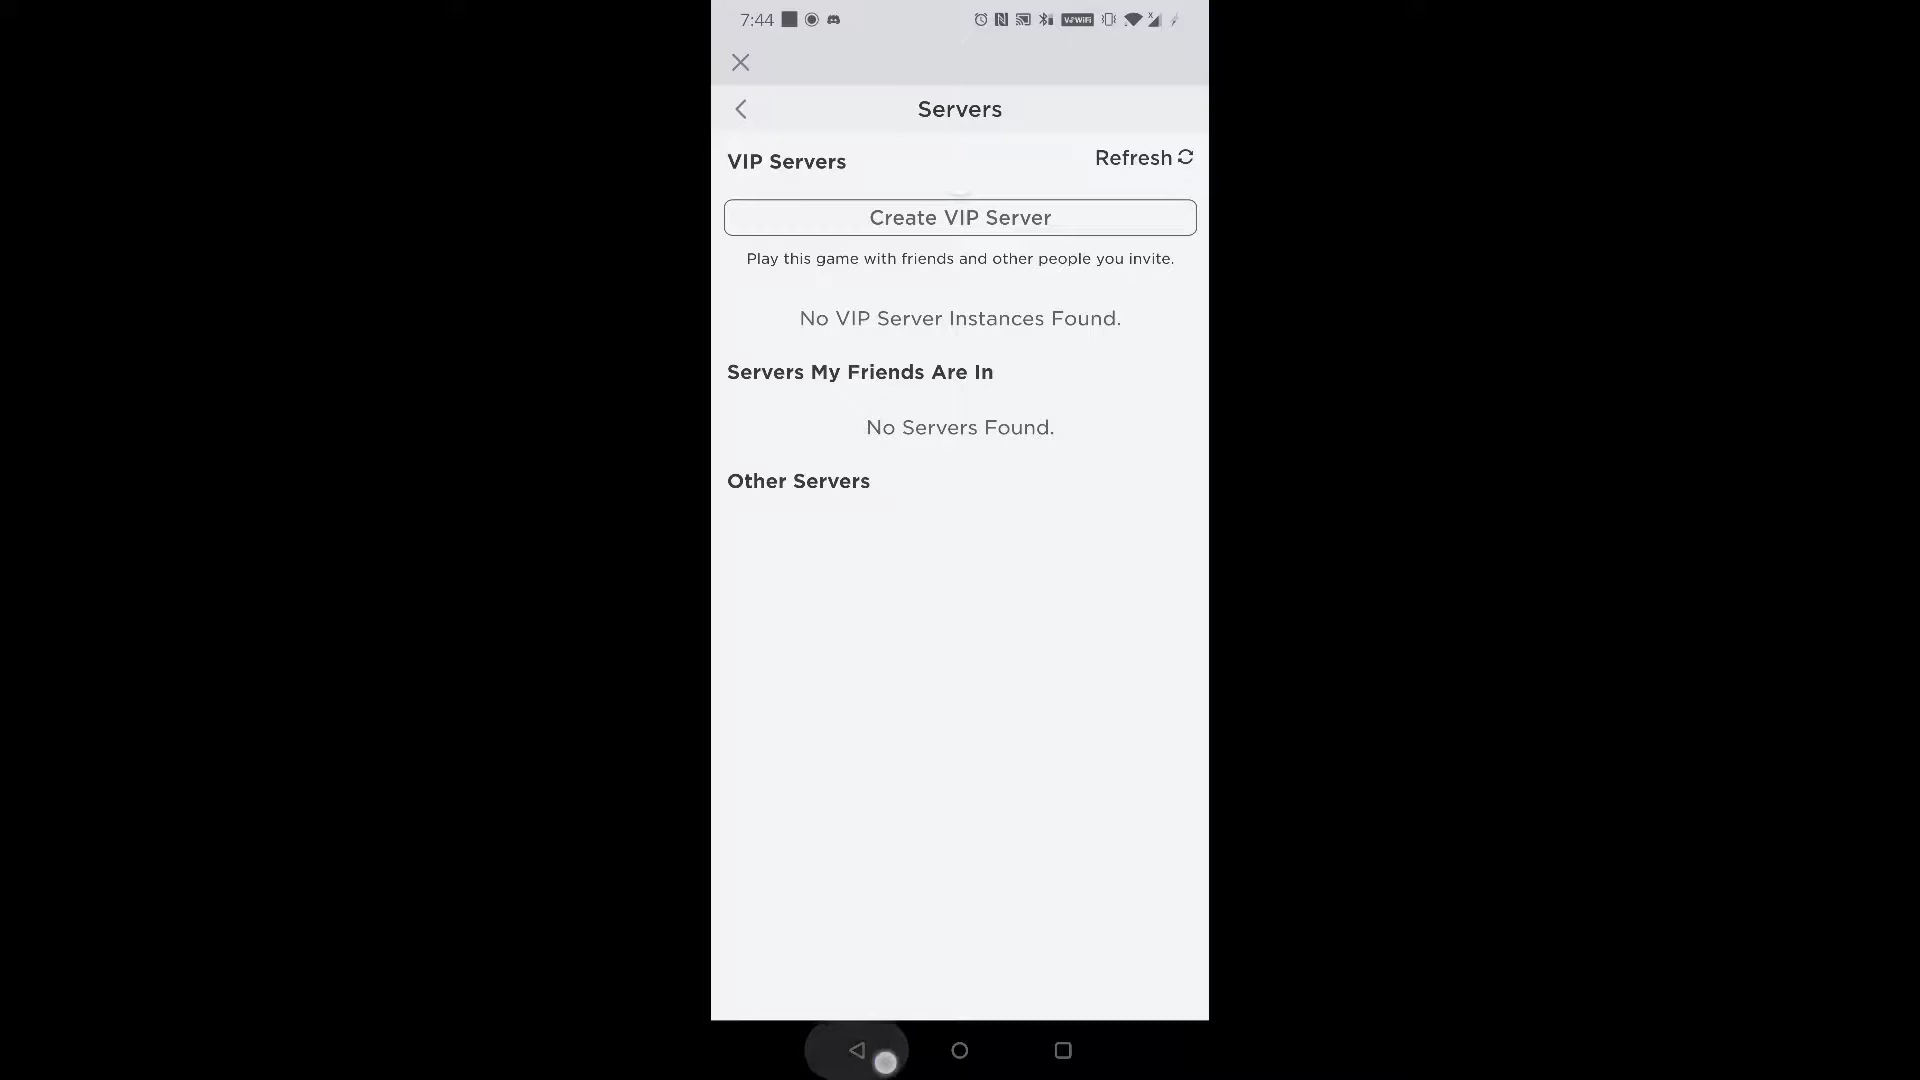 7:44
VoWiFi
Servers
VIP Servers
Refresh
Create VIP Server
Play this game with friends and other people you invite.
No VIP Server Instances Found.
Servers My Friends Are In
No Servers Found.
Other Servers